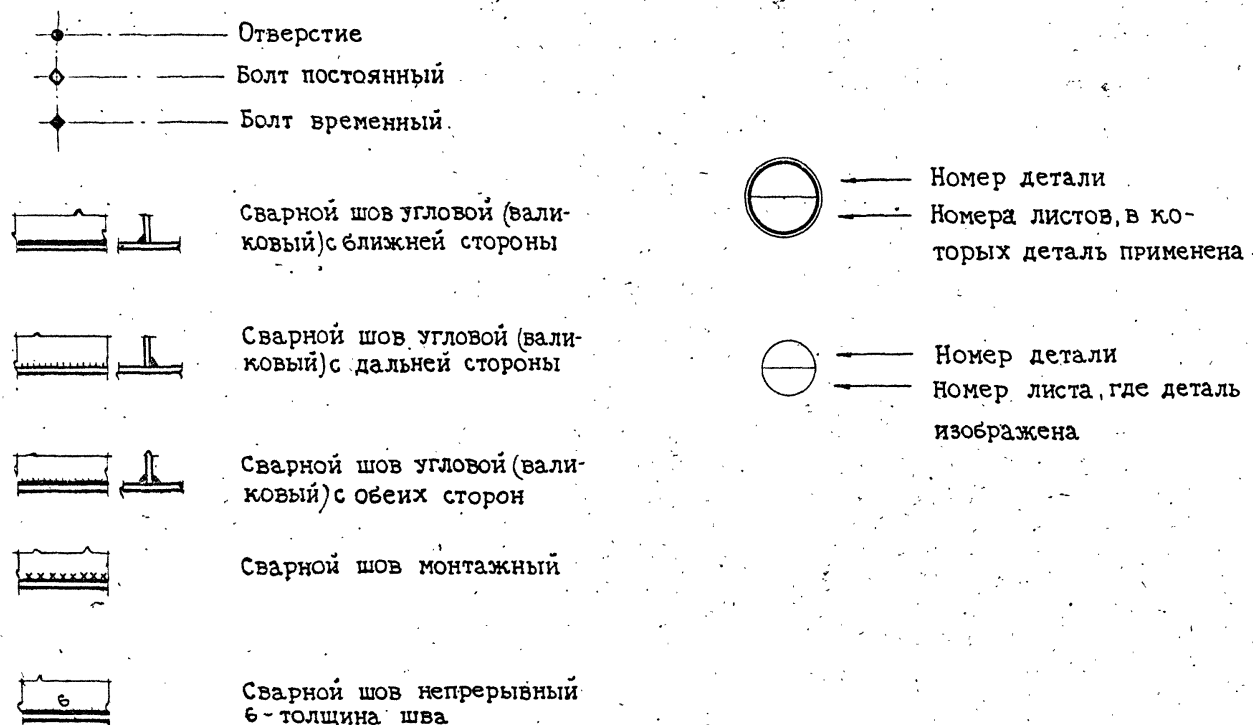 Отверстие
Болт постоянный
Болт временный.
Сварной шов угловой (вали-
ковый) с ближней стороны
Сварной шов угловой (вали-
ковый) с дальней стороны
Сварной шов угловой (вали-
ковый) с обеих сторон
Сварной шов монтажный
6
Сварной шов непрерывный
6 - толщина шва
Номер детали
Номера листов, в ко-
торых деталь применена
Номер детали
Номер листа, где деталь
изображена